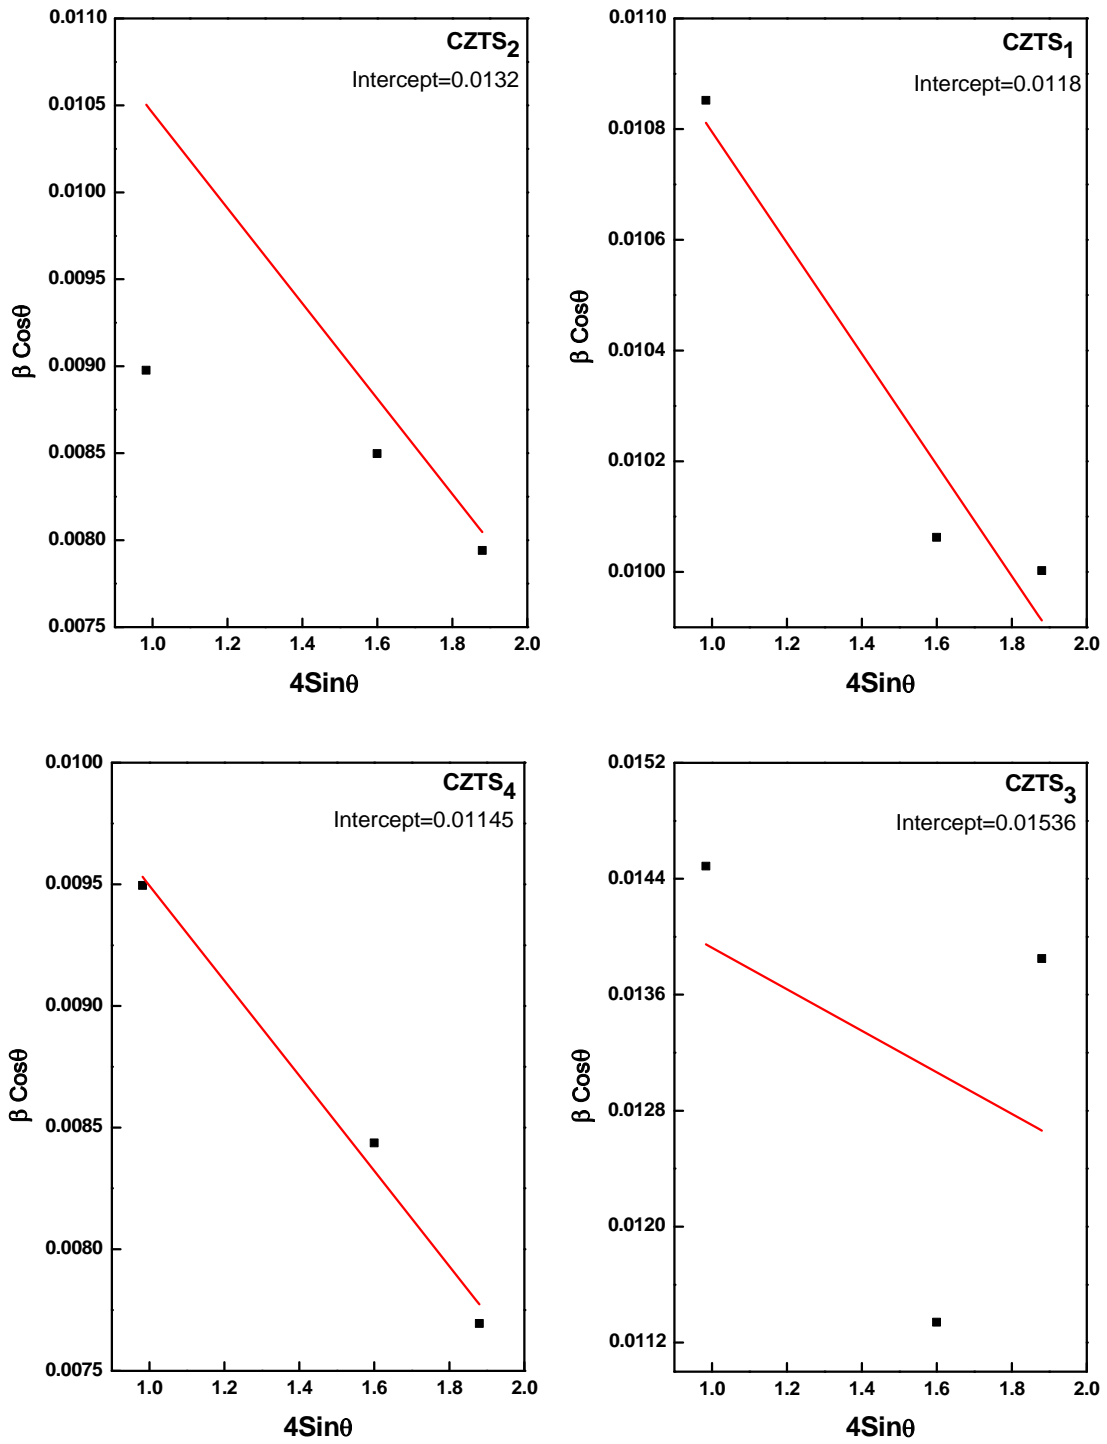 CZTS2
Intercept=0.0132
0.0110
0.0105
0.0100
0.0095
0.0090
0.0085
0.0080
0.0075
β Cosθ
1.0 1.2 1.4 1.6 1.8 2.0
4Sinθ
CZTS1
Intercept=0.0118
0.0110
0.0108
0.0106
0.0104
0.0102
0.0100
β Cosθ
1.0 1.2 1.4 1.6 1.8 2.0
4Sinθ
CZTS4
Intercept=0.01145
0.0100
0.0095
0.0090
0.0085
0.0080
0.0075
β Cosθ
1.0 1.2 1.4 1.6 1.8 2.0
4Sinθ
CZTS3
Intercept=0.01536
0.0152
0.0144
0.0136
0.0128
0.0120
0.0112
β Cosθ
1.0 1.2 1.4 1.6 1.8 2.0
4Sinθ